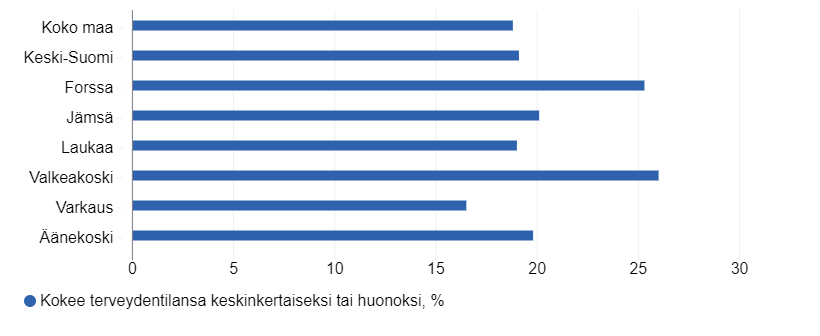 Koko maa
Keski-Suomi
Forssa
Jämsä
Laukaa
Valkeakoski
Varkaus
Äänekoski
0 5 10 15 20 25 30
Kokee terveydentilansa keskinkertaiseksi tai huonoksi, %